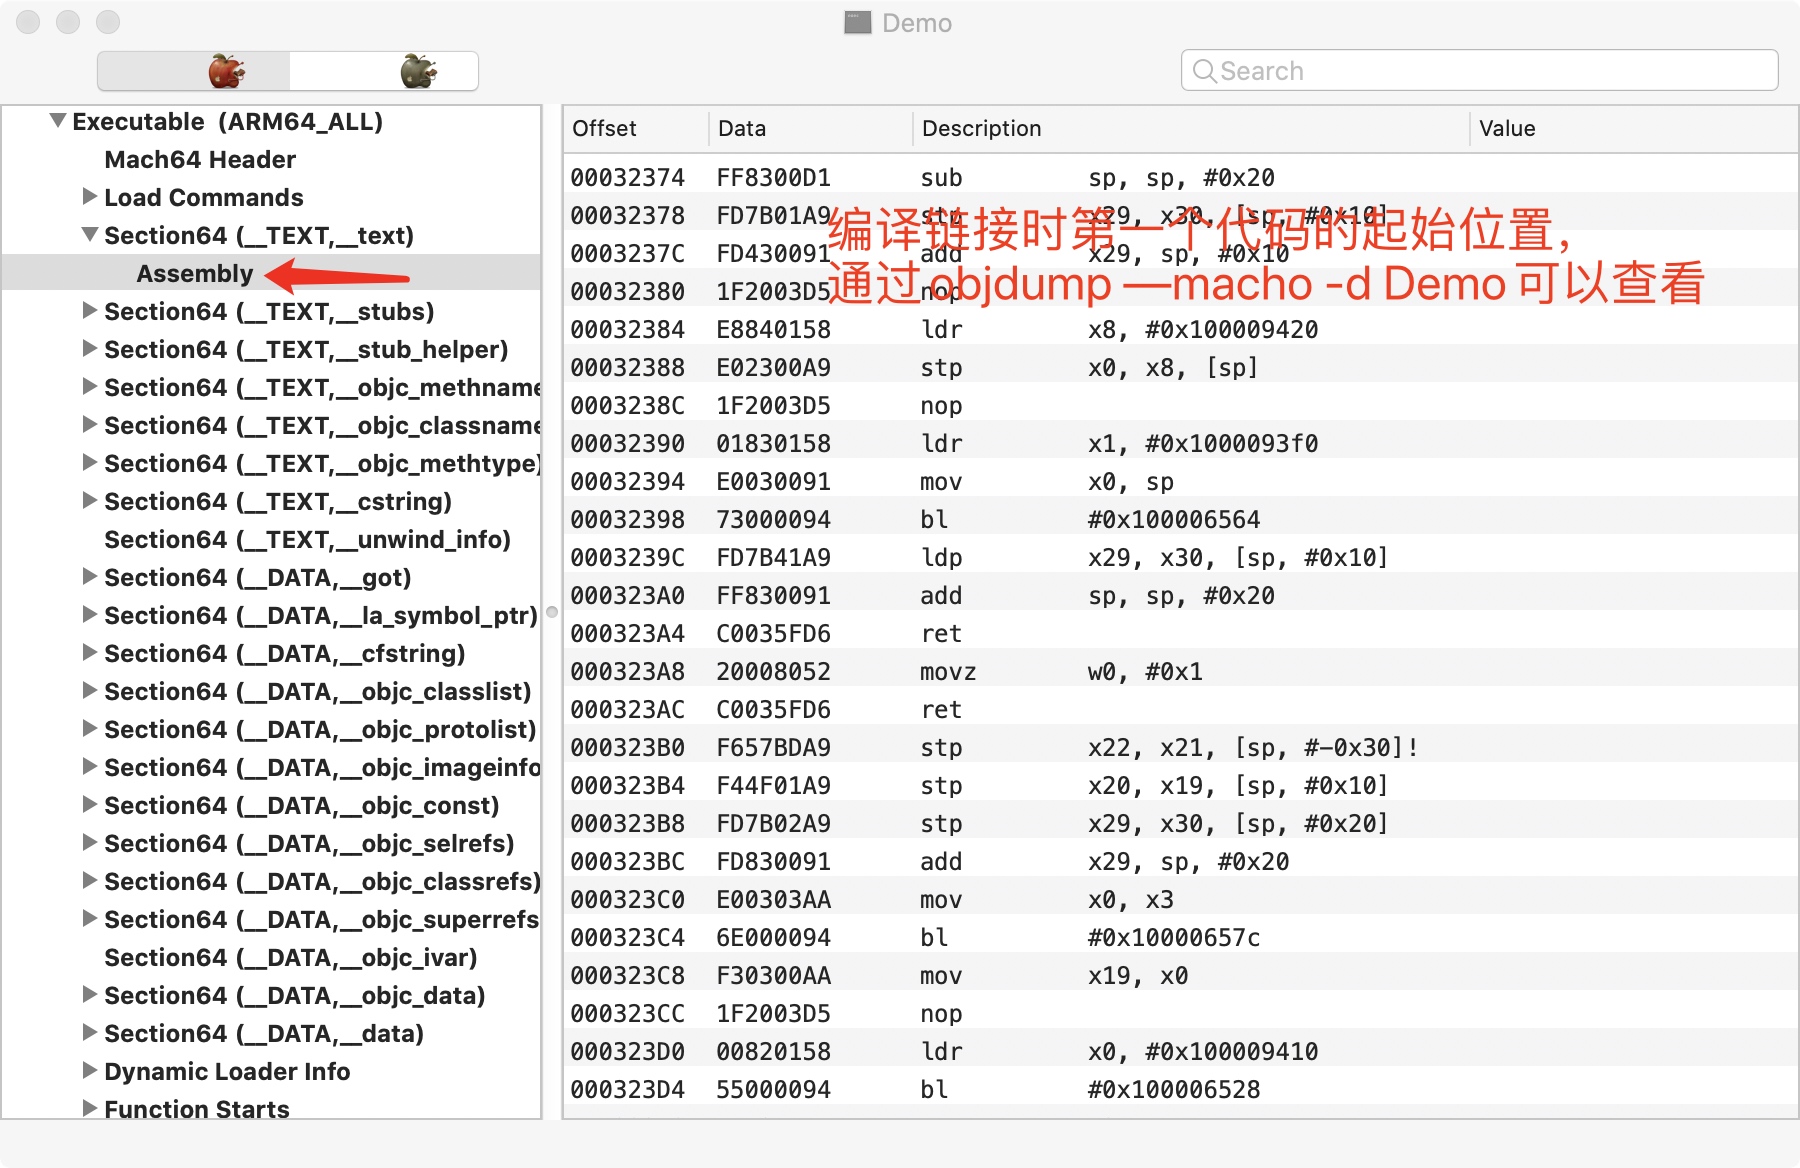 Demo
Search
Executable (ARM64_ALL)
Mach64 Header
Load Commands
Section64 (__TEXT,__text)
Assembly
Section64 (__TEXT,__stubs)
Section64 (__TEXT,__stub_helper)
Section64 (__TEXT,__objc_methname
Section64 (__TEXT,__objc_classname
Section64 (__TEXT,__objc_methtype)
Section64 (__TEXT,__cstring)
Section64 (__TEXT,__unwind_info)
Section64 (__DATA,__got)
Section64 (__DATA,__la_symbol_ptr)
Section64 (__DATA,__cfstring)
Section64 (__DATA,__objc_classlist)
Section64 (__DATA,__objc_protolist)
Section64 (__DATA,__objc_imageinfo
Section64 (__DATA,__objc_const)
Section64 (__DATA,__objc_selrefs)
Section64 (__DATA,__objc_classrefs)
Section64 (__DATA,__objc_superrefs
Section64 (__DATA,__objc_ivar)
Section64 (__DATA,__objc_data)
Section64 (__DATA,__data)
Dynamic Loader Info
Function Starts
Offset Data Description Value
00032374 FF8300D1 sub sp, sp, #0x20
00032378 FD7B01A9 stp x29, x30, [sp, #0x10]
0003237C FD430091 add x29, sp, #0x10
00032380 1F2003D5 nop
编译链接时第一个代码的起始位置，
通过 objdump —macho -d Demo 可以查看
00032384 E8840158 ldr x8, #0x100009420
00032388 E02300A9 stp x0, x8, [sp]
0003238C 1F2003D5 nop
00032390 01830158 ldr x1, #0x1000093f0
00032394 E0030091 mov x0, sp
00032398 73000094 bl #0x100006564
0003239C FD7B41A9 ldp x29, x30, [sp, #0x10]
000323A0 FF830091 add sp, sp, #0x20
000323A4 C0035FD6 ret
000323A8 20008052 movz w0, #0x1
000323AC C0035FD6 ret
000323B0 F657BDA9 stp x22, x21, [sp, #-0x30]!
000323B4 F44F01A9 stp x20, x19, [sp, #0x10]
000323B8 FD7B02A9 stp x29, x30, [sp, #0x20]
000323BC FD830091 add x29, sp, #0x20
000323C0 E00303AA mov x0, x3
000323C4 6E000094 bl #0x10000657c
000323C8 F30300AA mov x19, x0
000323CC 1F2003D5 nop
000323D0 00820158 ldr x0, #0x100009410
000323D4 55000094 bl #0x100006528